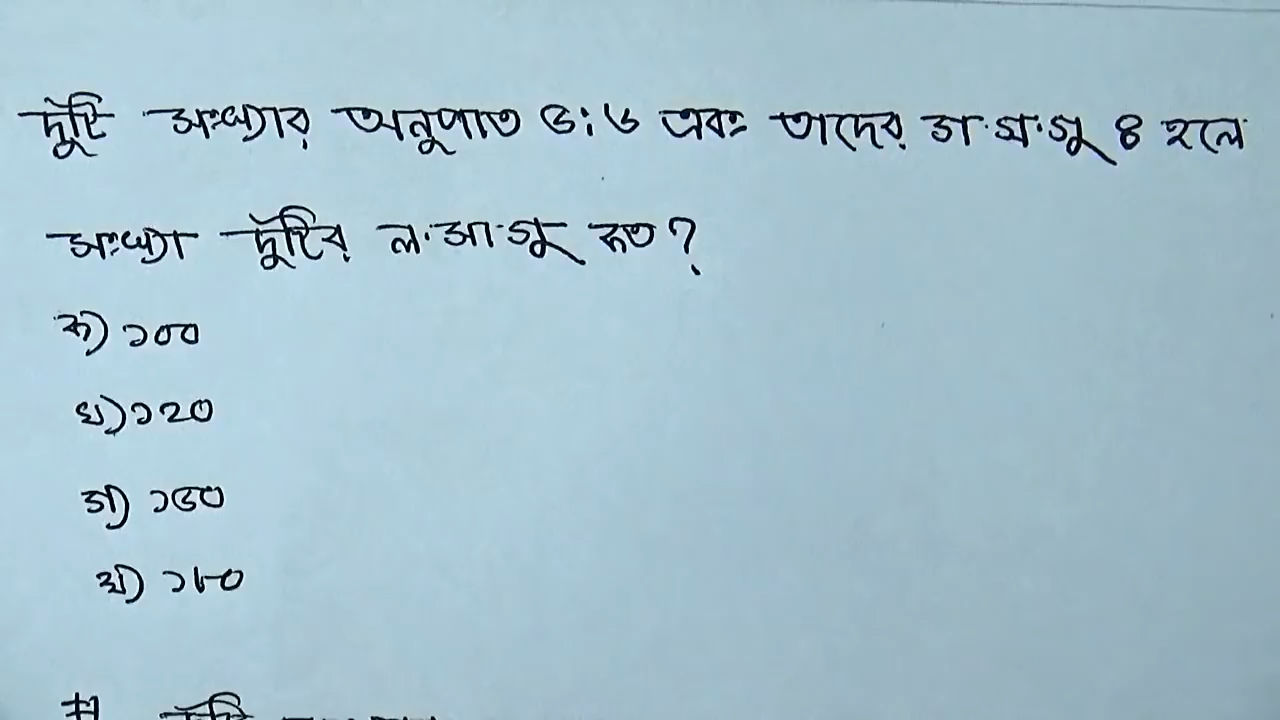 দুটি সংখ্যার অনুপাত ৫:৬ এবং তাদের গ.সা.গু ৪ হলে
সংখ্যা দুটির ল.সা.গু কত?
ক) ১০০
খ) ১২০
গ) ১৫০
ঘ) ১৮০
# দুটি